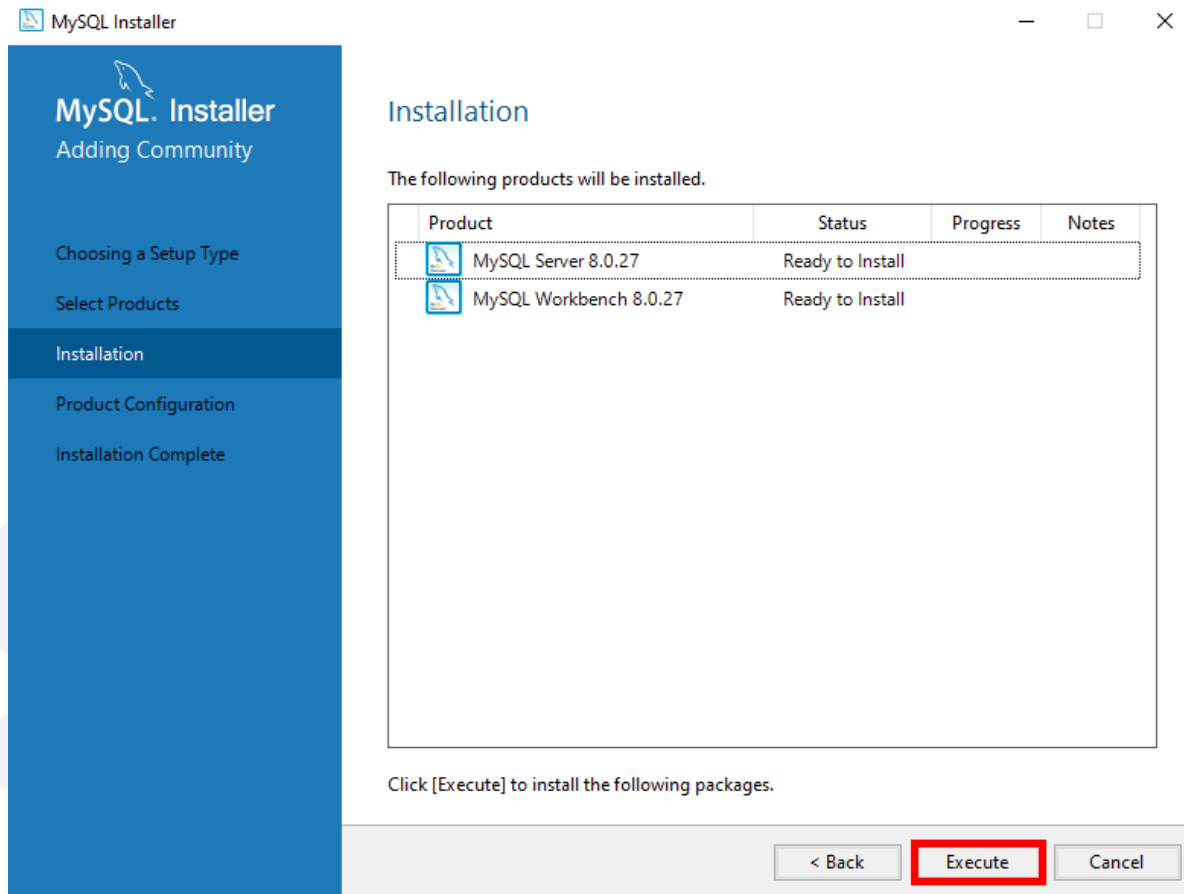 MySQL Installer
MySQL. Installer
Adding Community
Choosing a Setup Type
Select Products
Installation
Product Configuration
Installation Complete
Installation
The following products will be installed.
Product Status Progress Notes
MySQL Server 8.0.27 Ready to Install
MySQL Workbench 8.0.27 Ready to Install
Click [Execute] to install the following packages.
< Back Execute Cancel